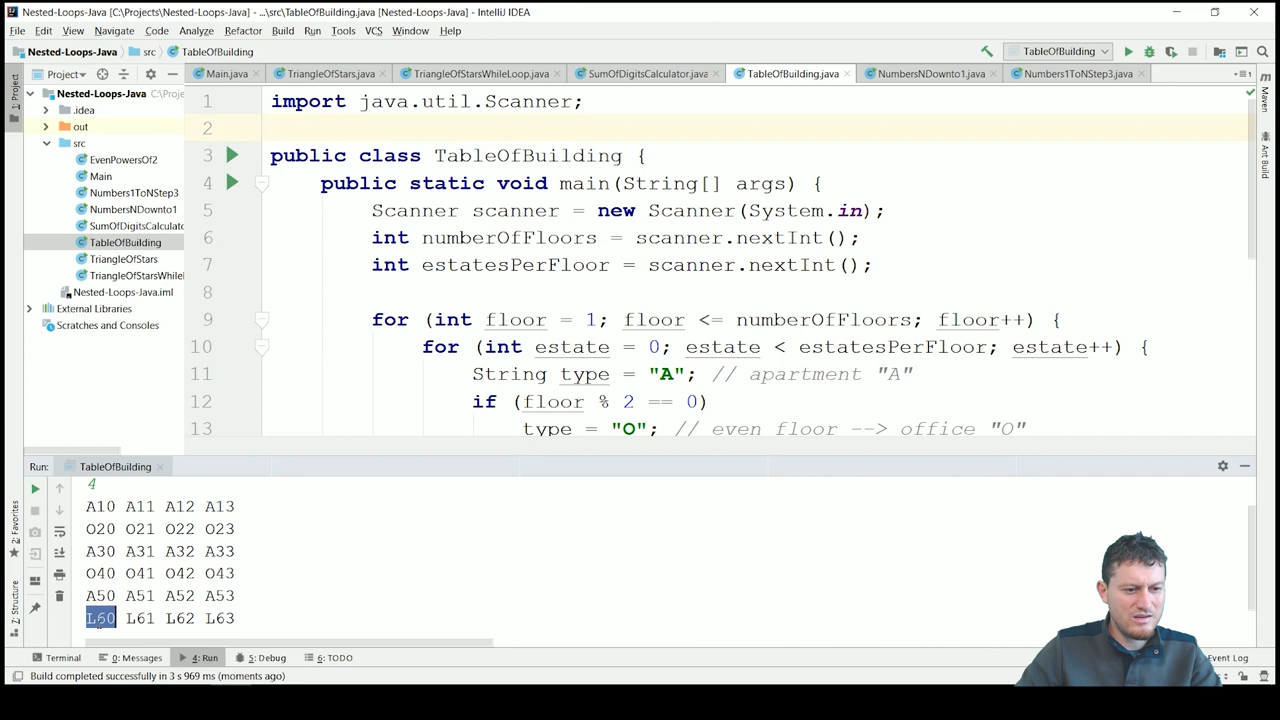 Nested-Loops-Java [C:\Projects\Nested-Loops-Java] - ...\src\TableOfBuilding.java [Nested-Loops-Java] - IntelliJ IDEA
File Edit View Navigate Code Analyze Refactor Build Run Tools VCS Window Help
Nested-Loops-Java src TableOfBuilding TableOfBuilding
Project Main.java TriangleOfStars.java TriangleOfStarsWhileLoop.java SumOfDigitsCalculator.java TableOfBuilding.java NumbersNDownto1.java Numbers1ToNStep3.java
1: Project
Nested-Loops-Java C:\Proje
.idea
out
src
EvenPowersOf2
Main
Numbers1ToNStep3
NumbersNDownto1
SumOfDigitsCalculato
TableOfBuilding
TriangleOfStars
TriangleOfStarsWhileL
Nested-Loops-Java.iml
External Libraries
Scratches and Consoles
1 import java.util.Scanner;
2
3 public class TableOfBuilding {
4 public static void main(String[] args) {
5 Scanner scanner = new Scanner(System.in);
6 int numberOfFloors = scanner.nextInt();
7 int estatesPerFloor = scanner.nextInt();
8
9 for (int floor = 1; floor <= numberOfFloors; floor++) {
10 for (int estate = 0; estate < estatesPerFloor; estate++) {
11 String type = "A"; // apartment "A"
12 if (floor % 2 == 0)
13 type = "O"; // even floor --> office "O"
Maven
Ant Build
Run: TableOfBuilding
4
A10 A11 A12 A13
O20 O21 O22 O23
A30 A31 A32 A33
O40 O41 O42 O43
A50 A51 A52 A53
L60 L61 L62 L63
2: Favorites
Z: Structure
Terminal 0: Messages 4: Run 5: Debug 6: TODO Event Log
Build completed successfully in 3 s 969 ms (moments ago)